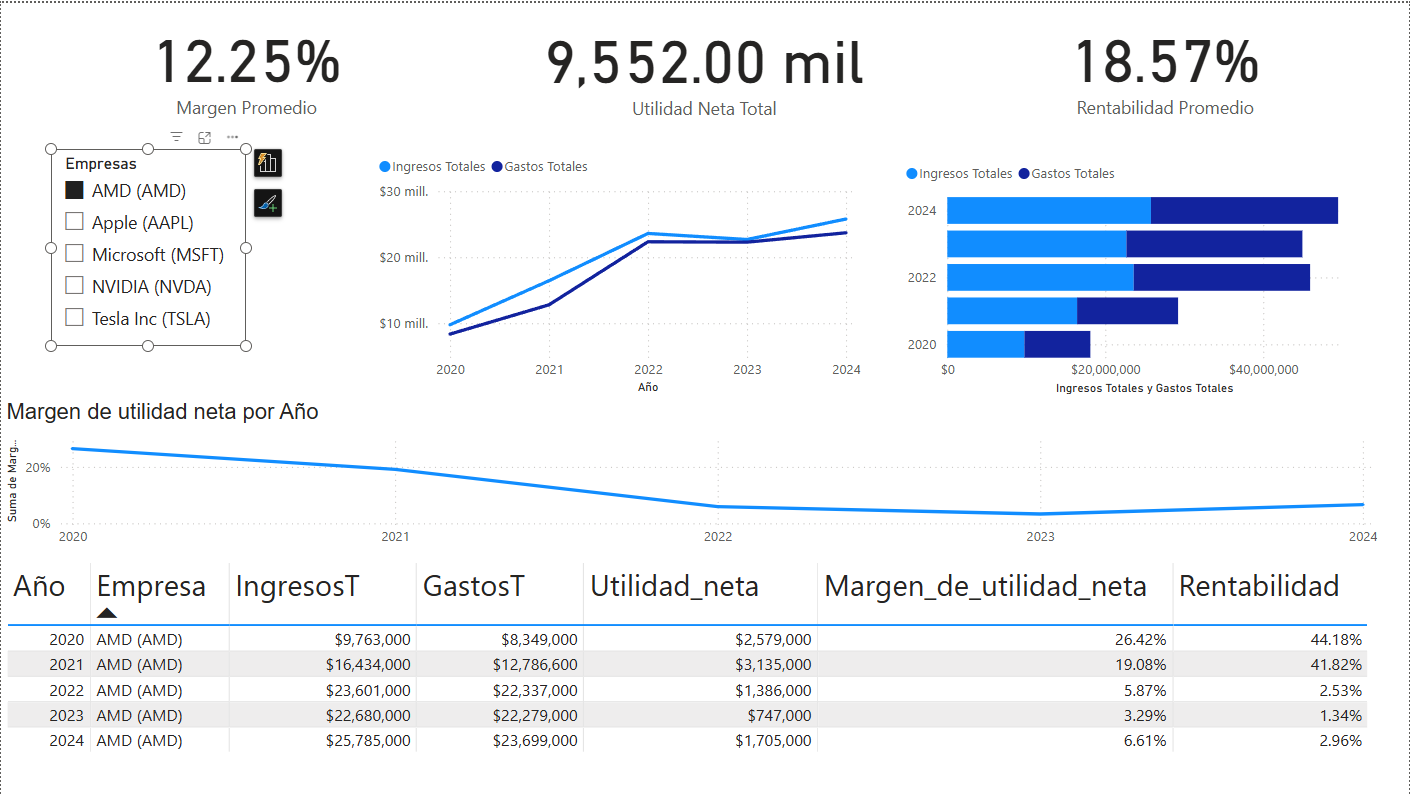 12.25%
Margen Promedio
9,552.00 mil
Utilidad Neta Total
18.57%
Rentabilidad Promedio
Empresas
AMD (AMD)
Apple (AAPL)
Microsoft (MSFT)
NVIDIA (NVDA)
Tesla Inc (TSLA)
Ingresos Totales Gastos Totales
$30 mill.
$20 mill.
$10 mill.
2020 2021 2022 2023 2024
Año
Ingresos Totales Gastos Totales
2024
2022
2020
$0 $20,000,000 $40,000,000
Ingresos Totales y Gastos Totales
Margen de utilidad neta por Año
Suma de Marg...
20%
0%
2020 2021 2022 2023 2024
Año Empresa IngresosT GastosT Utilidad_neta Margen_de_utilidad_neta Rentabilidad
2020 AMD (AMD) $9,763,000 $8,349,000 $2,579,000 26.42% 44.18%
2021 AMD (AMD) $16,434,000 $12,786,600 $3,135,000 19.08% 41.82%
2022 AMD (AMD) $23,601,000 $22,337,000 $1,386,000 5.87% 2.53%
2023 AMD (AMD) $22,680,000 $22,279,000 $747,000 3.29% 1.34%
2024 AMD (AMD) $25,785,000 $23,699,000 $1,705,000 6.61% 2.96%